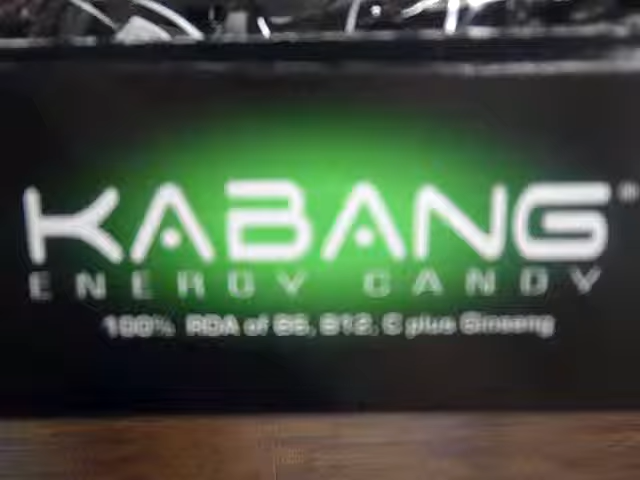 KABANG
ENERGY CANDY
100% RDA of B6, B12, C plus Ginseng